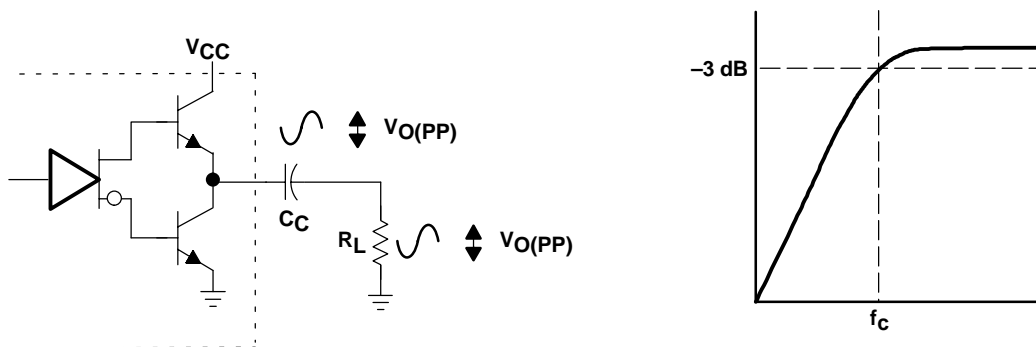 VCC
–3 dB
VO(PP)
CC
RL
VO(PP)
fc